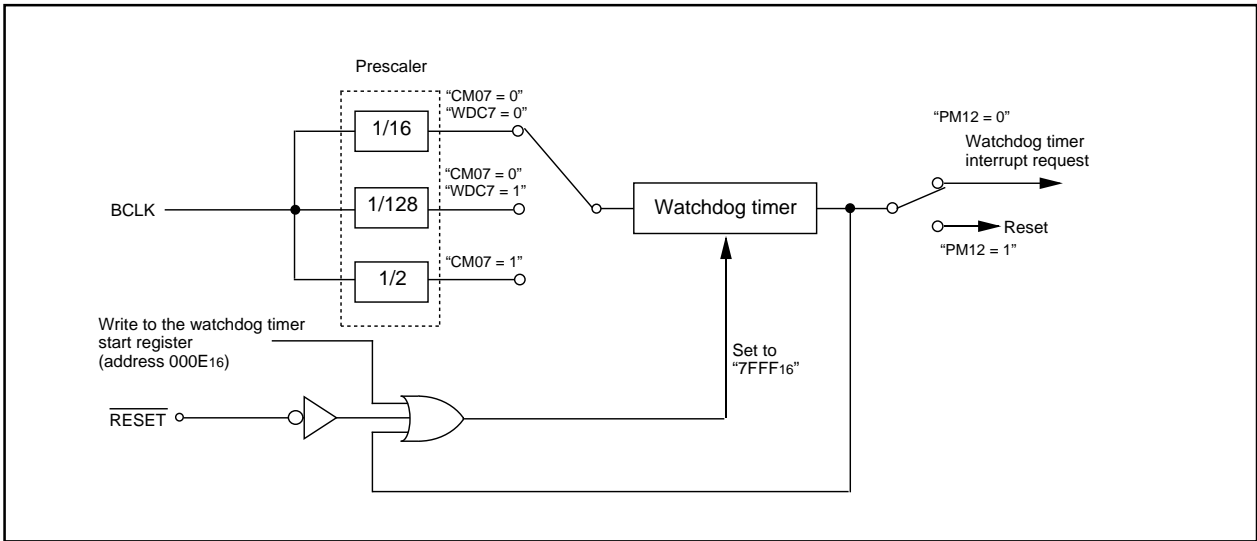 Prescaler
“CM07 = 0”
“WDC7 = 0”
1/16
“PM12 = 0”
Watchdog timer
interrupt request
“CM07 = 0”
“WDC7 = 1”
BCLK
1/128
Watchdog timer
Reset
“PM12 = 1”
“CM07 = 1”
1/2
Write to the watchdog timer
start register
(address 000E16)
Set to
“7FFF16”
RESET